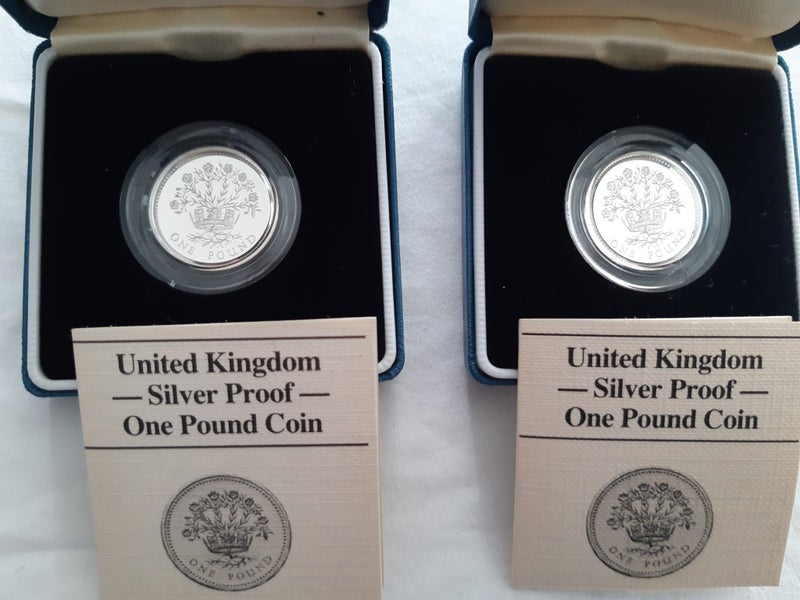 ONE POUND
ONE POUND
United Kingdom
— Silver Proof —
One Pound Coin
ONE POUND
United Kingdom
— Silver Proof —
One Pound Coin
ONE POUND